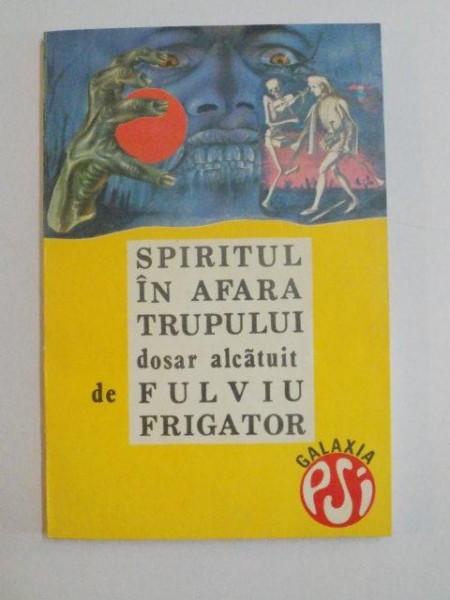 SPIRITUL
ÎN AFARA
TRUPULUI
dosar alcătuit
de FULVIU
FRIGATOR
GALAXIA
PSi